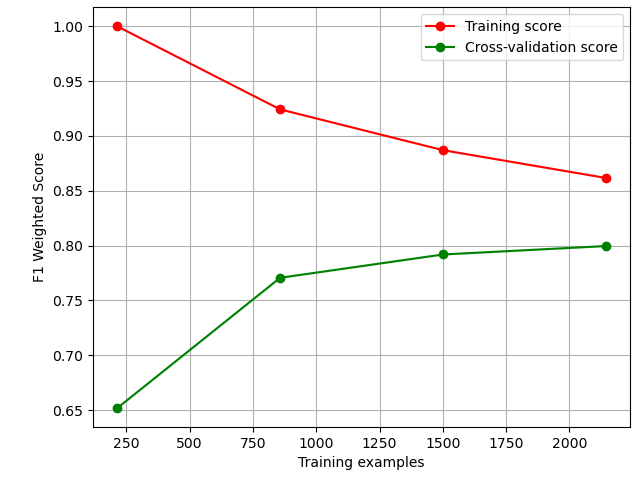 Training score
Cross-validation score
1.00
0.95
0.90
0.85
0.80
0.75
0.70
0.65
F1 Weighted Score
250 500 750 1000 1250 1500 1750 2000
Training examples